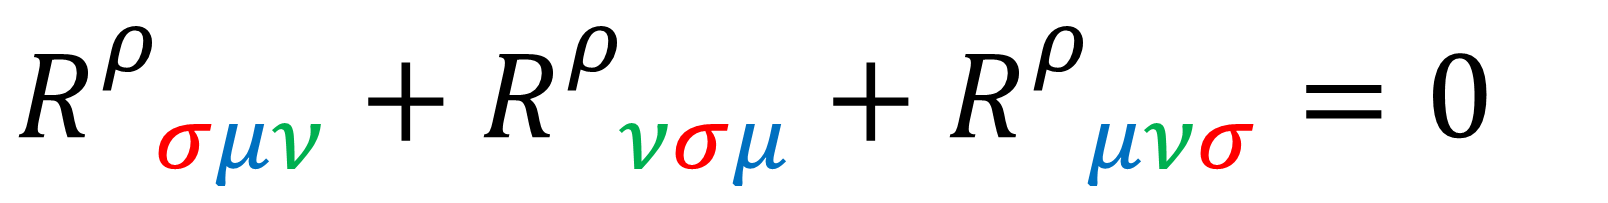 R^ρ_σμν + R^ρ_νσμ + R^ρ_μνσ = 0